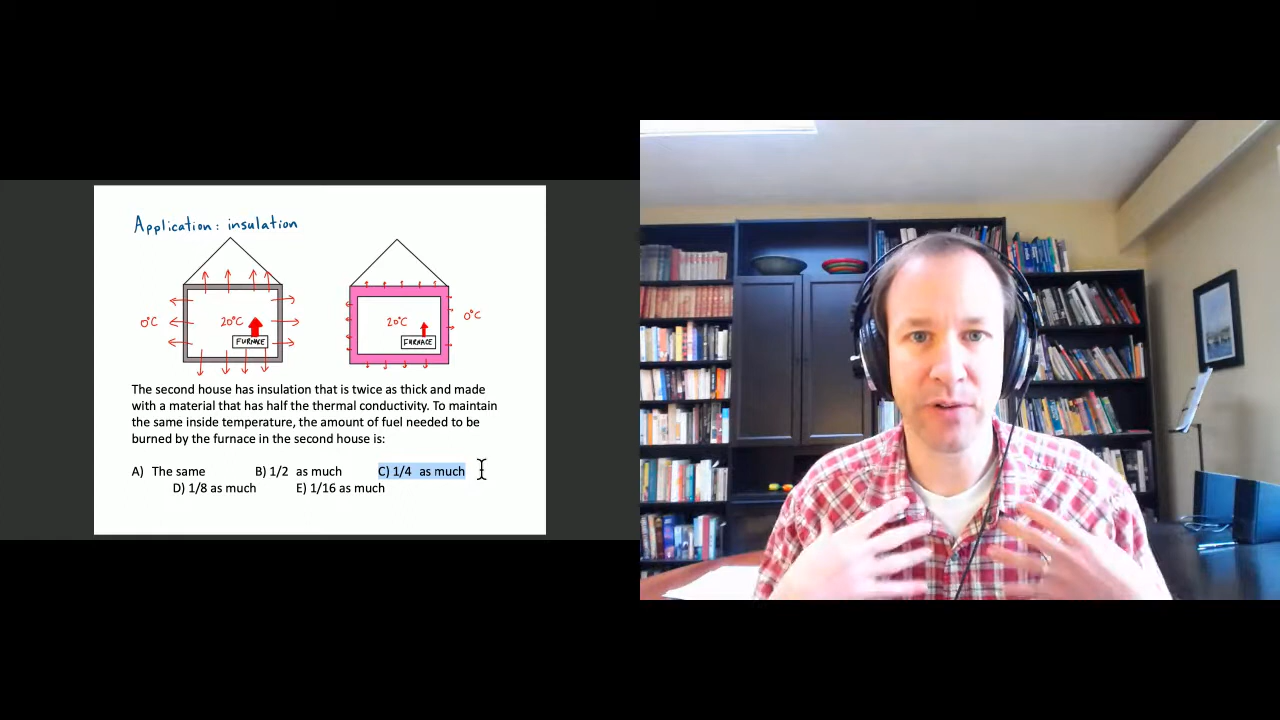 Application: insulation
0°C
20°C
FURNACE
20°C
FURNACE
0°C
The second house has insulation that is twice as thick and made
with a material that has half the thermal conductivity. To maintain
the same inside temperature, the amount of fuel needed to be
burned by the furnace in the second house is:
A) The same B) 1/2 as much C) 1/4 as much
D) 1/8 as much E) 1/16 as much